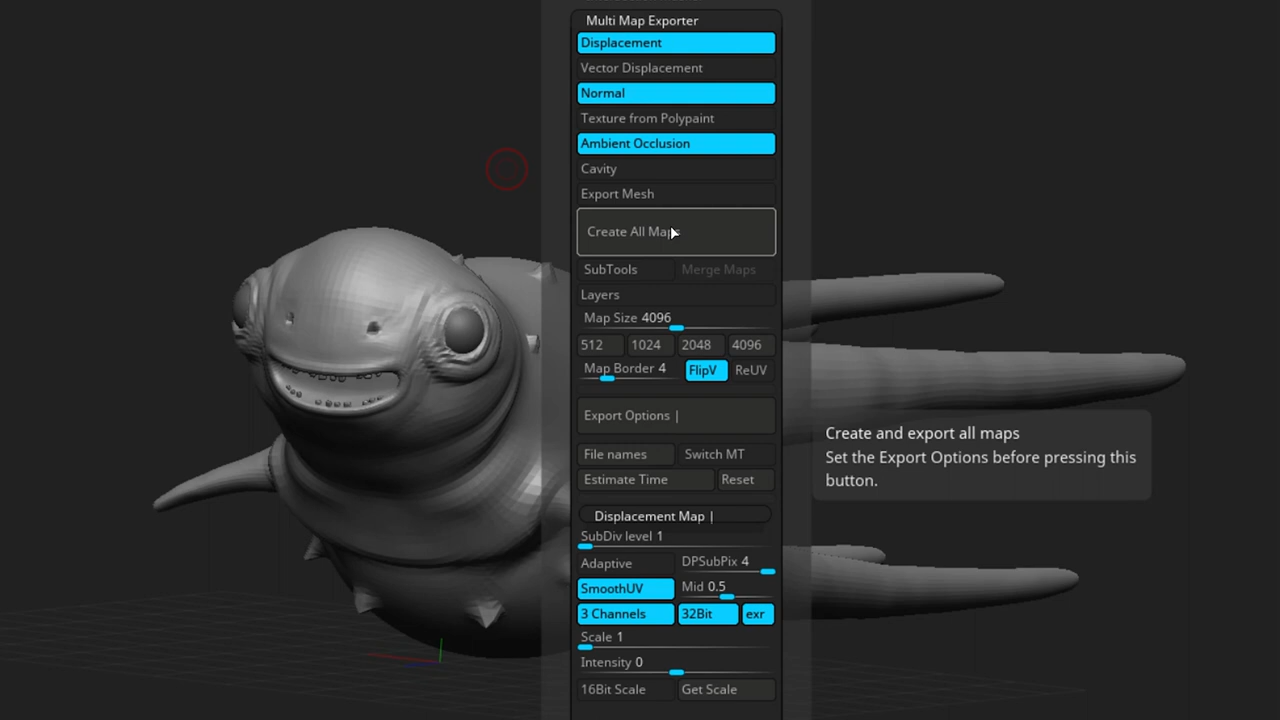 Multi Map Exporter
Displacement
Vector Displacement
Normal
Texture from Polypaint
Ambient Occlusion
Cavity
Export Mesh
Create All Maps
SubTools Merge Maps
Layers
Map Size 4096
512 1024 2048 4096
Map Border 4 FlipV ReUV
Export Options |
File names Switch MT
Estimate Time Reset
Displacement Map |
SubDiv level 1
Adaptive DPSubPix 4
SmoothUV Mid 0.5
3 Channels 32Bit exr
Scale 1
Intensity 0
16Bit Scale Get Scale
Create and export all maps
Set the Export Options before pressing this
button.